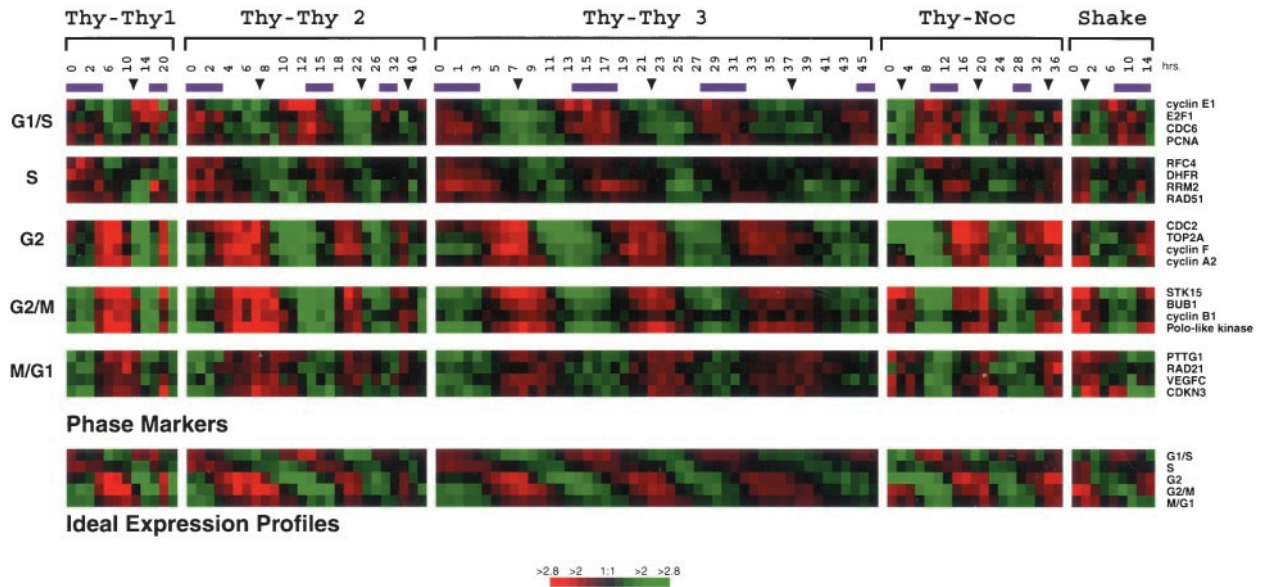 Thy-Thy1 Thy-Thy 2 Thy-Thy 3 Thy-Noc Shake
0 2 6 10 14 20 0 2 4 6 8 10 12 15 18 22 26 32 40 0 1 3 5 7 9 11 13 15 17 19 21 23 25 27 29 31 33 35 37 39 41 43 45 0 4 8 12 16 20 24 28 32 36 0 2 4 6 10 14 hrs.
G1/S
cyclin E1
E2F1
CDC6
PCNA
S
RFC4
DHFR
RRM2
RAD51
G2
CDC2
TOP2A
cyclin F
cyclin A2
G2/M
STK15
BUB1
cyclin B1
Polo-like kinase
M/G1
PTTG1
RAD21
VEGFC
CDKN3
Phase Markers
G1/S
S
G2
G2/M
M/G1
Ideal Expression Profiles
>2.8 >2 1:1 >2 >2.8